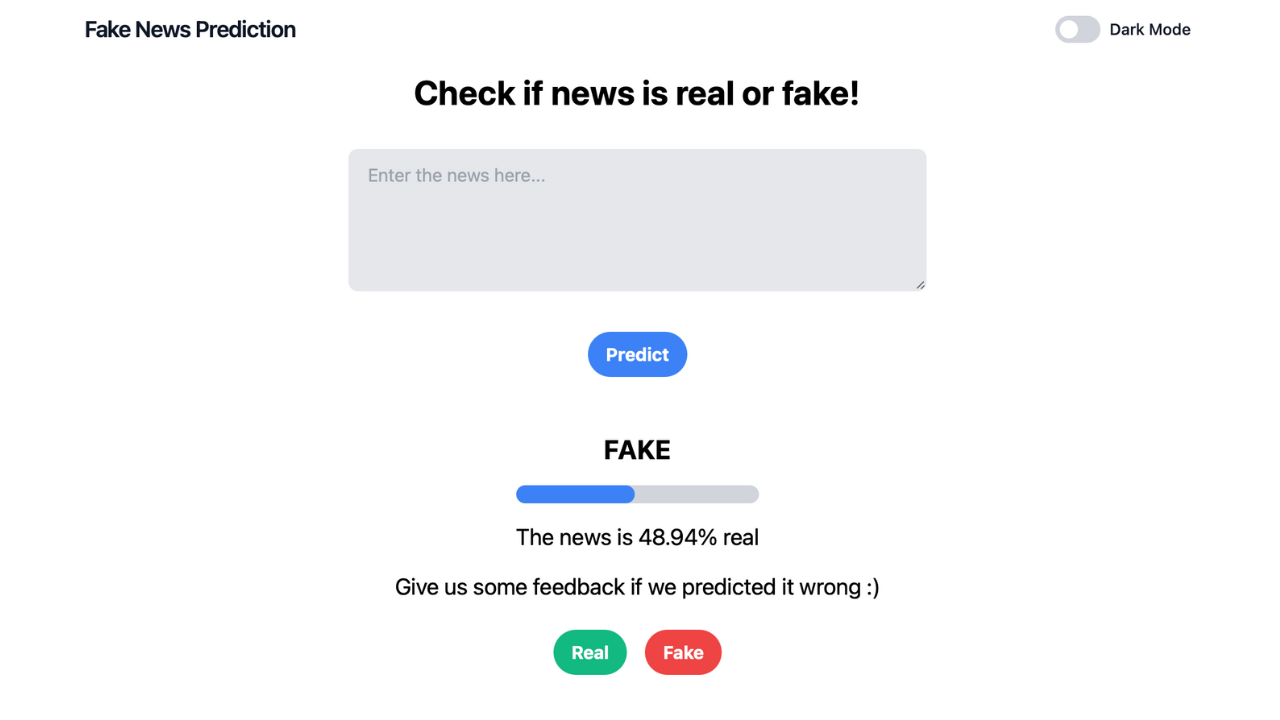 Fake News Prediction
Dark Mode
Check if news is real or fake!
Enter the news here...
Predict
FAKE
The news is 48.94% real
Give us some feedback if we predicted it wrong :)
Real
Fake